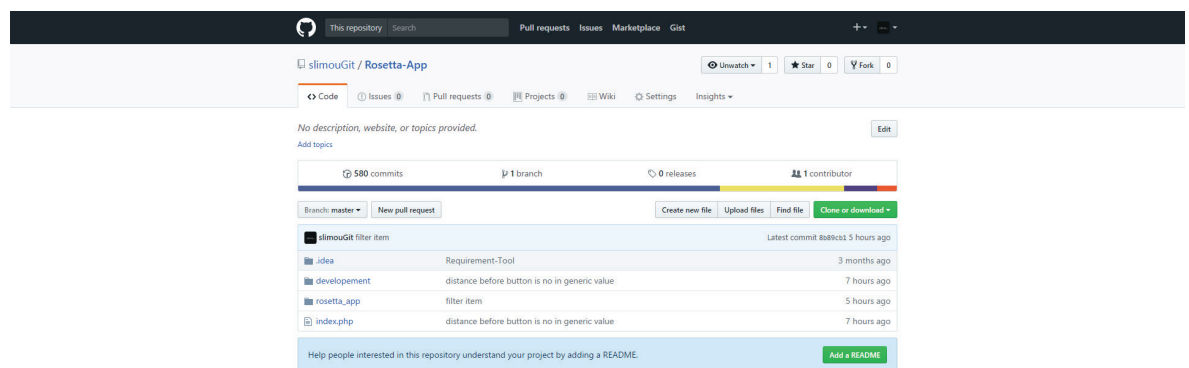 This repository Search Pull requests Issues Marketplace Gist
slimouGit / Rosetta-App Unwatch 1 Star 0 Fork 0
Code Issues 0 Pull requests 0 Projects 0 Wiki Settings Insights
No description, website, or topics provided. Edit
Add topics
580 commits 1 branch 0 releases 1 contributor
Branch: master New pull request Create new file Upload files Find file Clone or download
slimouGit filter item Latest commit 8b89cb1 5 hours ago
.idea Requirement-Tool 3 months ago
developement distance before button is no in generic value 7 hours ago
rosetta_app filter item 5 hours ago
index.php distance before button is no in generic value 7 hours ago
Help people interested in this repository understand your project by adding a README. Add a README